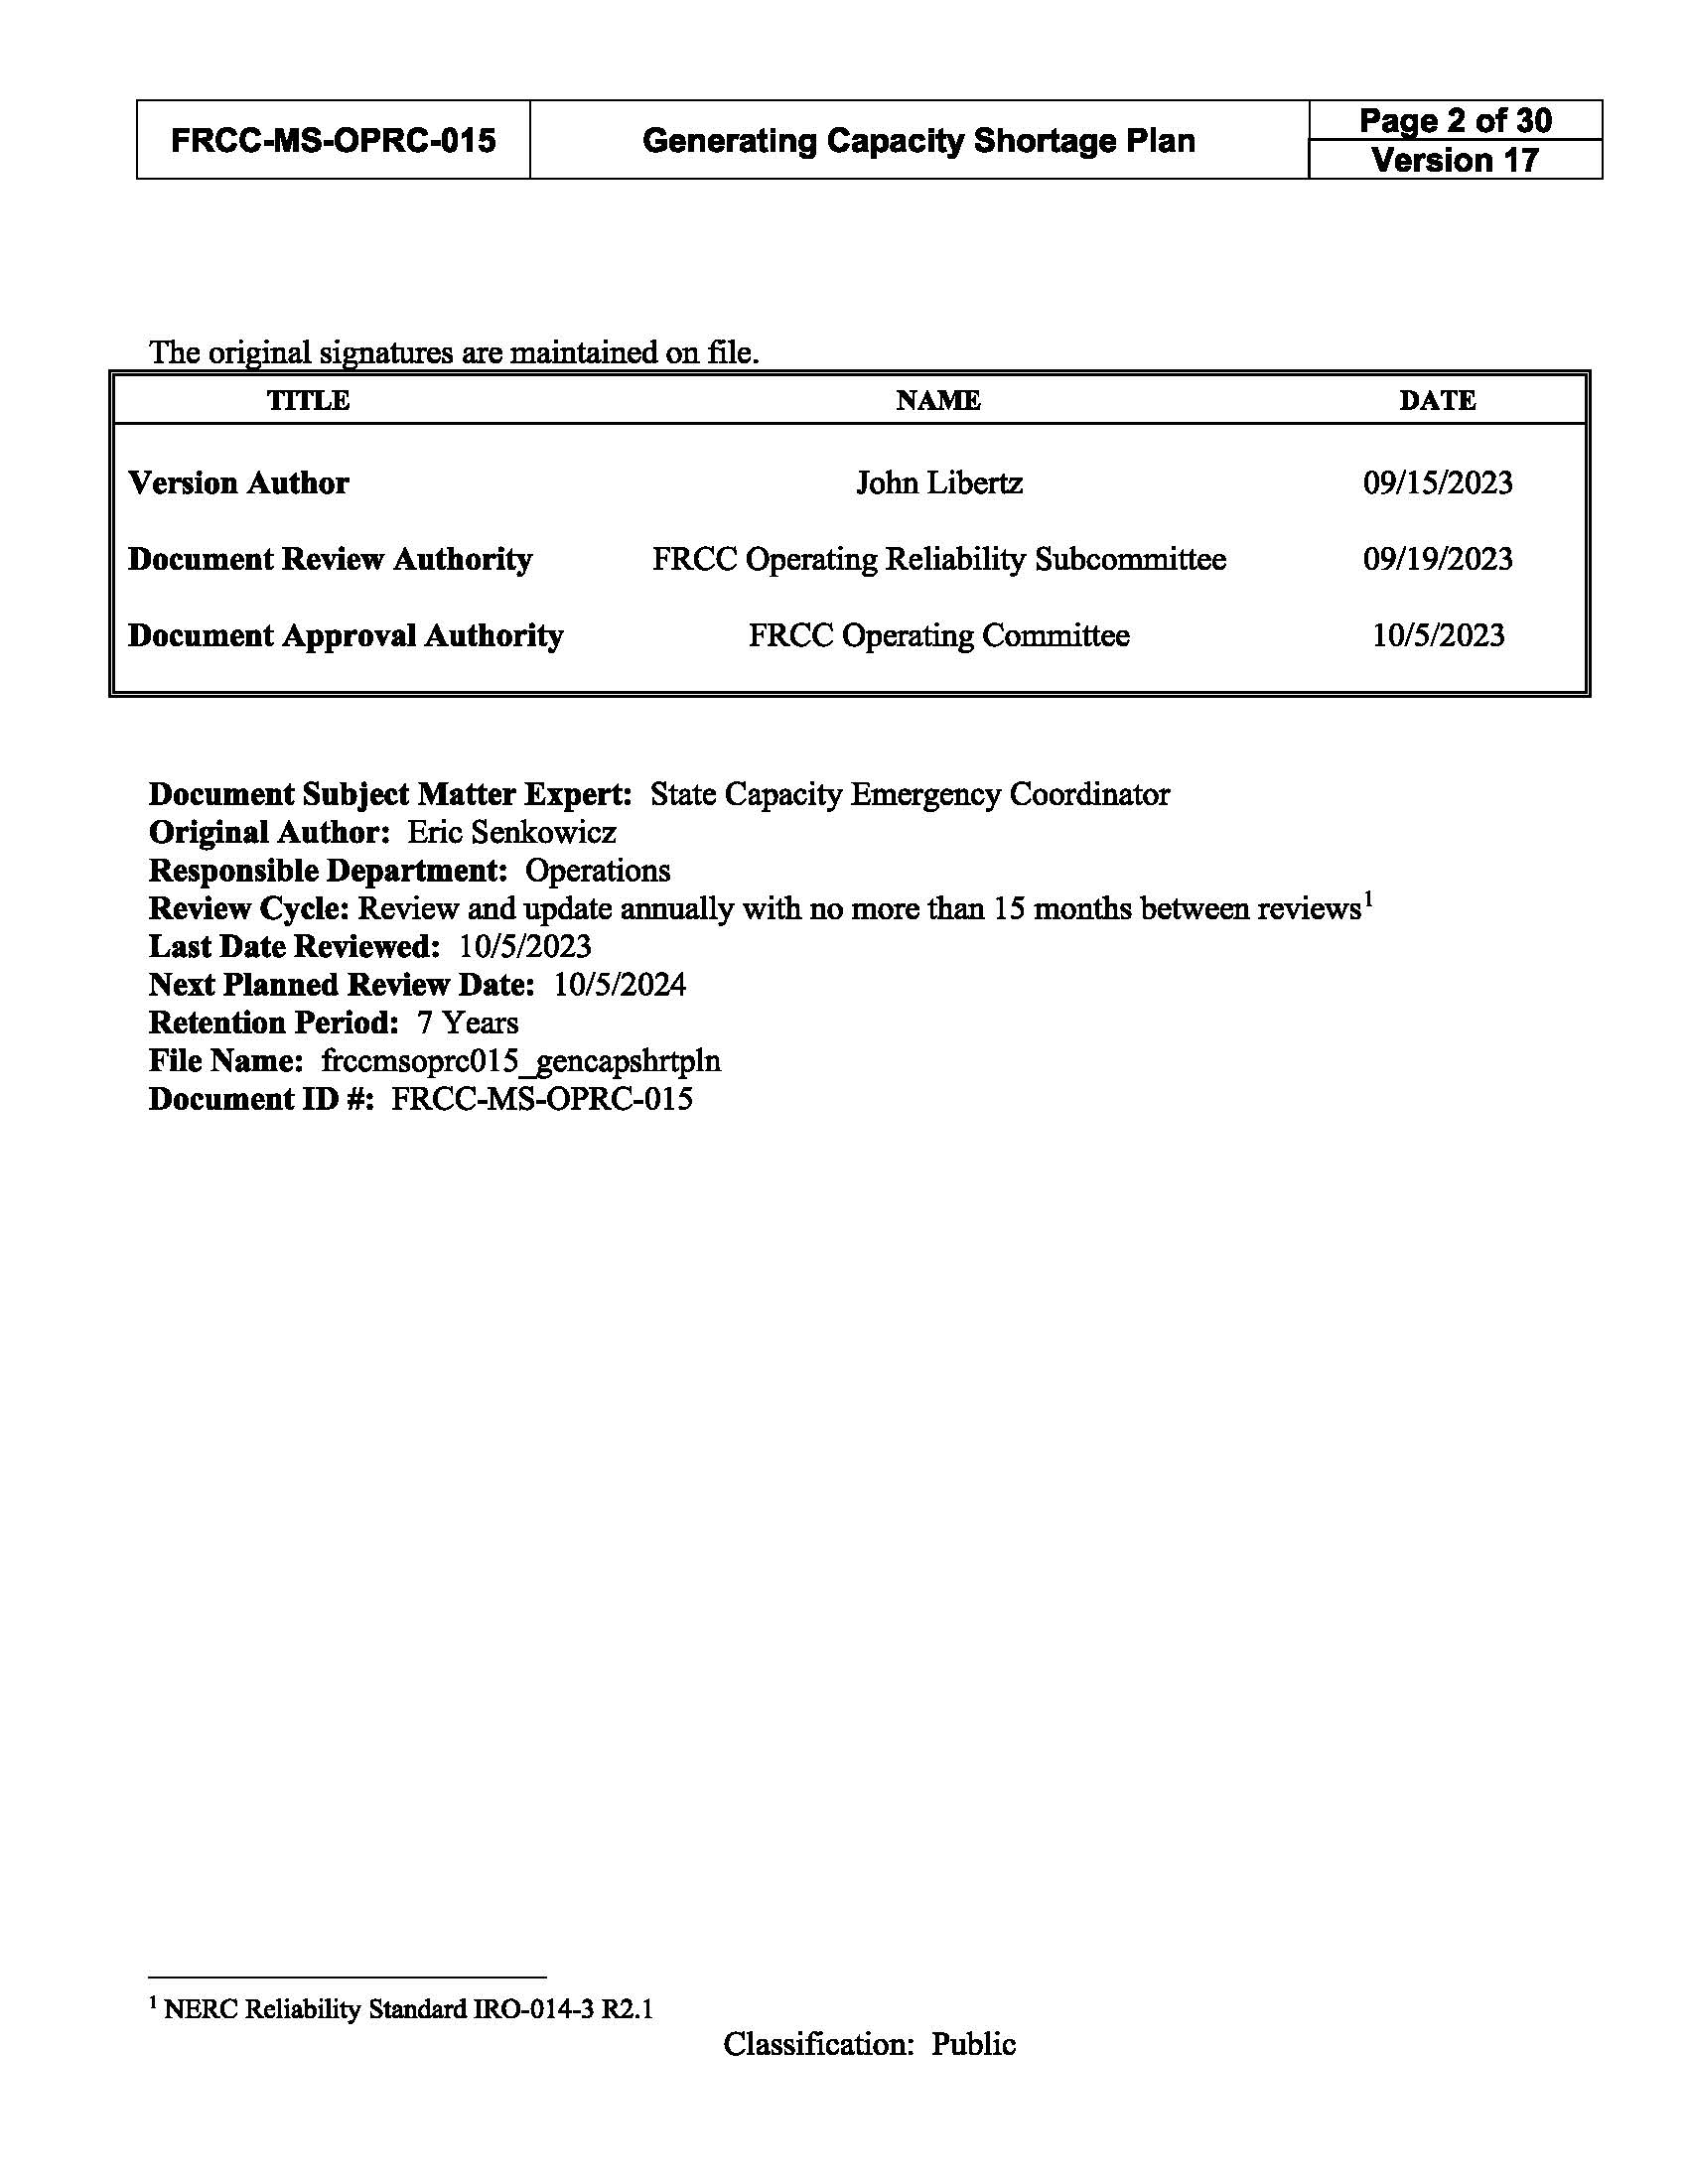 FRCC-MS-OPRC-015
Generating Capacity Shortage Plan
Page 2 of 30
Version 17
The original signatures are maintained on file.
TITLE NAME DATE
Version Author John Libertz 09/15/2023
Document Review Authority FRCC Operating Reliability Subcommittee 09/19/2023
Document Approval Authority FRCC Operating Committee 10/5/2023
Document Subject Matter Expert: State Capacity Emergency Coordinator
Original Author: Eric Senkowicz
Responsible Department: Operations
Review Cycle: Review and update annually with no more than 15 months between reviews¹
Last Date Reviewed: 10/5/2023
Next Planned Review Date: 10/5/2024
Retention Period: 7 Years
File Name: frccmsoprc015_gencapshrtpln
Document ID #: FRCC-MS-OPRC-015
¹ NERC Reliability Standard IRO-014-3 R2.1
Classification: Public